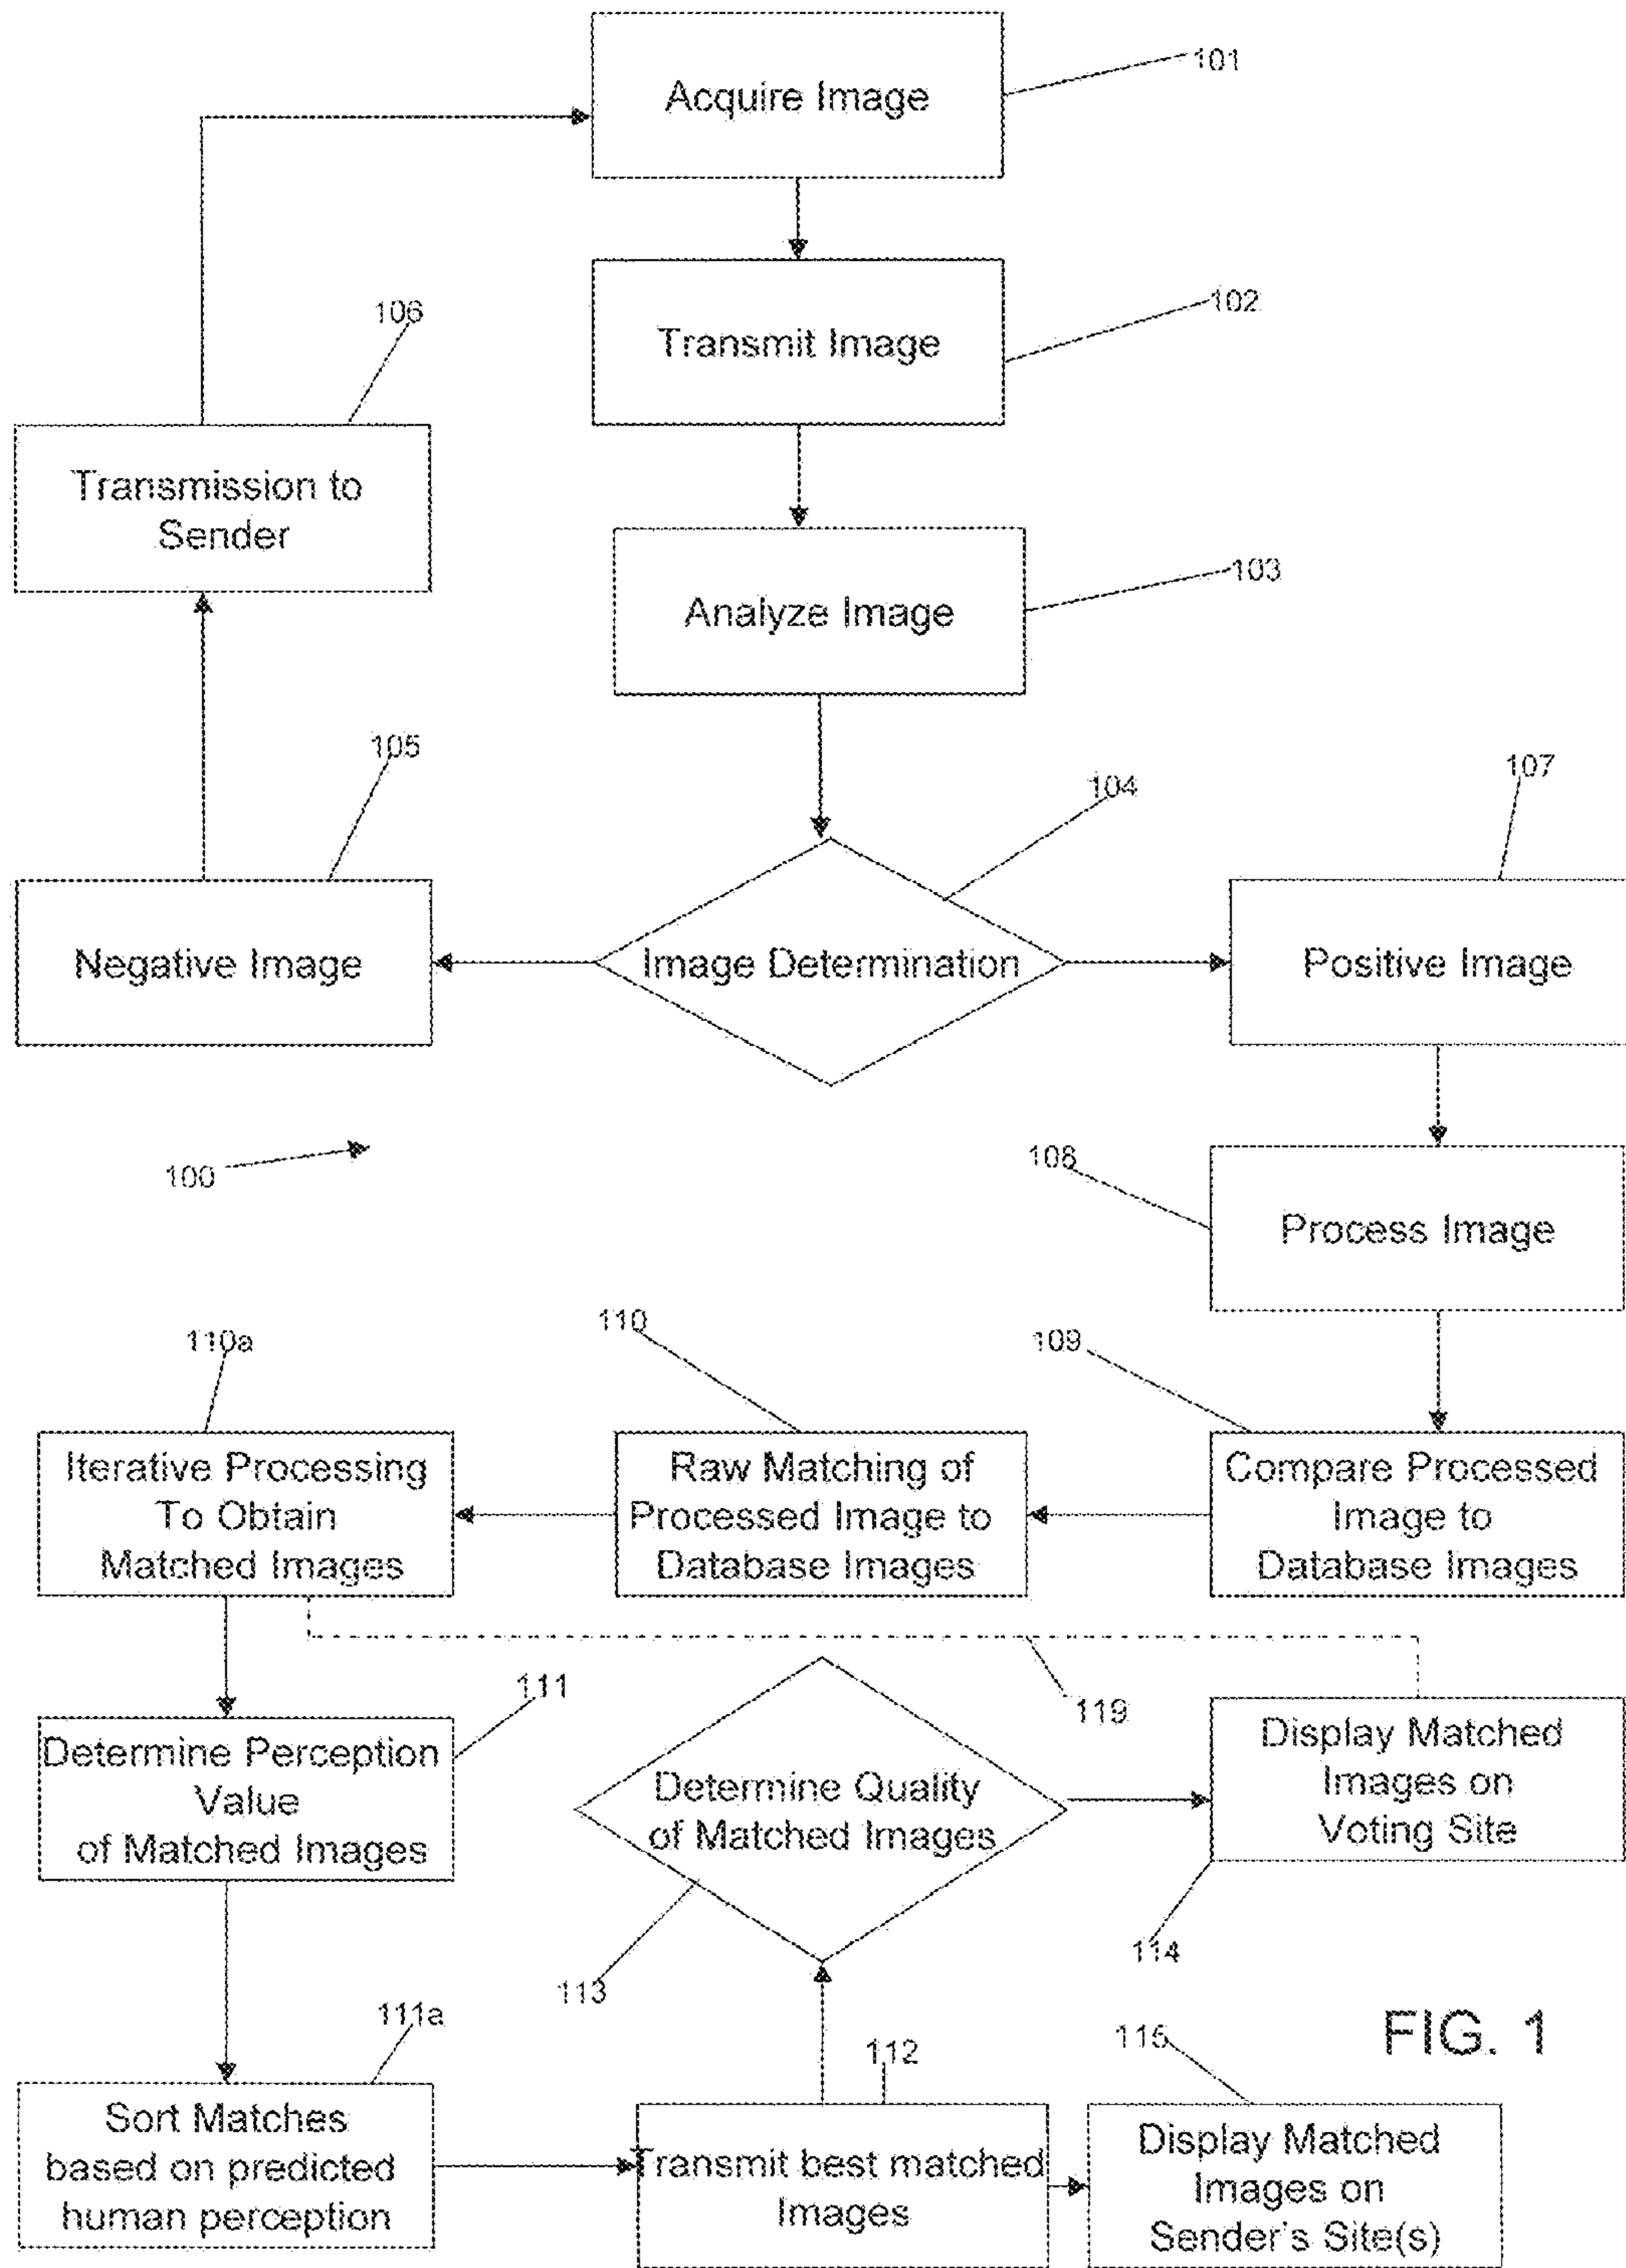 Acquire Image
101
Transmit Image
102
106
Transmission to
Sender
Analyze Image
103
105
104
107
Negative Image
Image Determination
Positive Image
100
108
Process Image
110a
110
109
Iterative Processing
To Obtain
Matched Images
Raw Matching of
Processed Image to
Database Images
Compare Processed
Image to
Database Images
111
119
Determine Perception
Value
of Matched Images
Determine Quality
of Matched Images
Display Matched
Images on
Voting Site
113
114
111a
112
115
FIG. 1
Sort Matches
based on predicted
human perception
Transmit best matched
Images
Display Matched
Images on
Sender's Site(s)